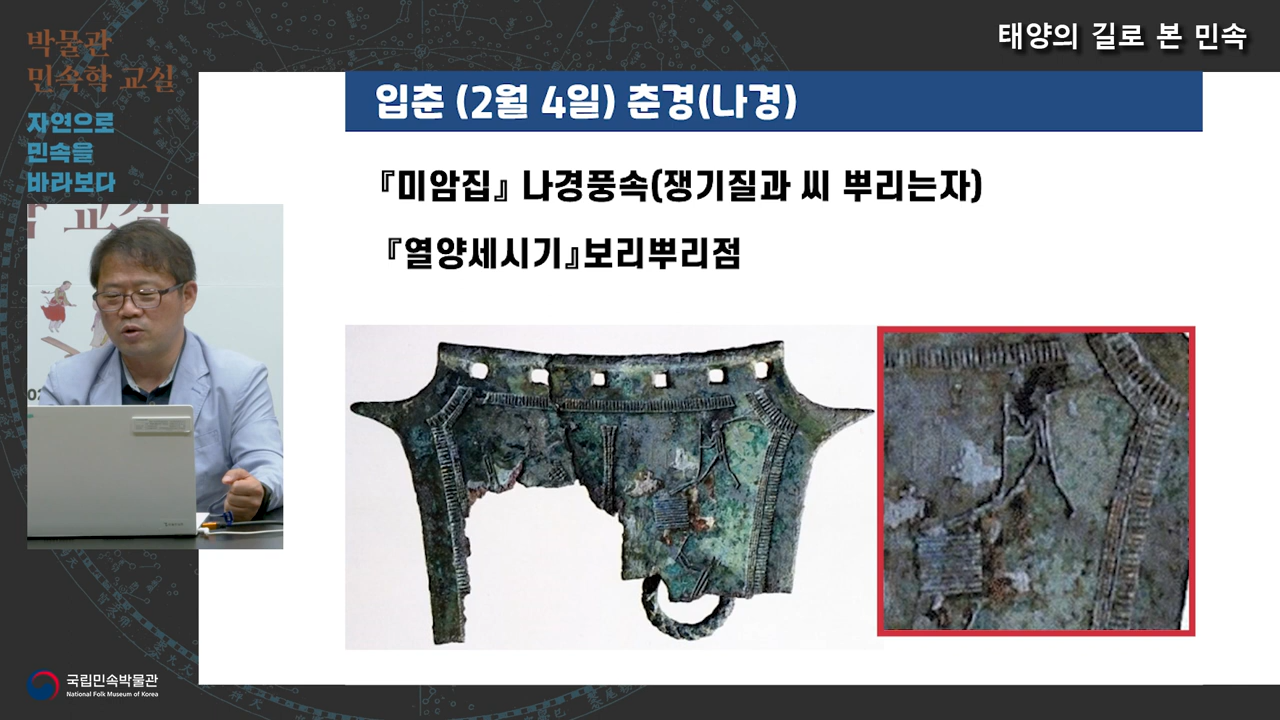 태양의 길로 본 민속
박물관
민속학 교실
자연으로
민속을
바라보다
입춘 (2월 4일) 춘경(나경)
『미암집』 나경풍속(쟁기질과 씨 뿌리는자)
『열양세시기』보리뿌리점
국립민속박물관
National Folk Museum of Korea